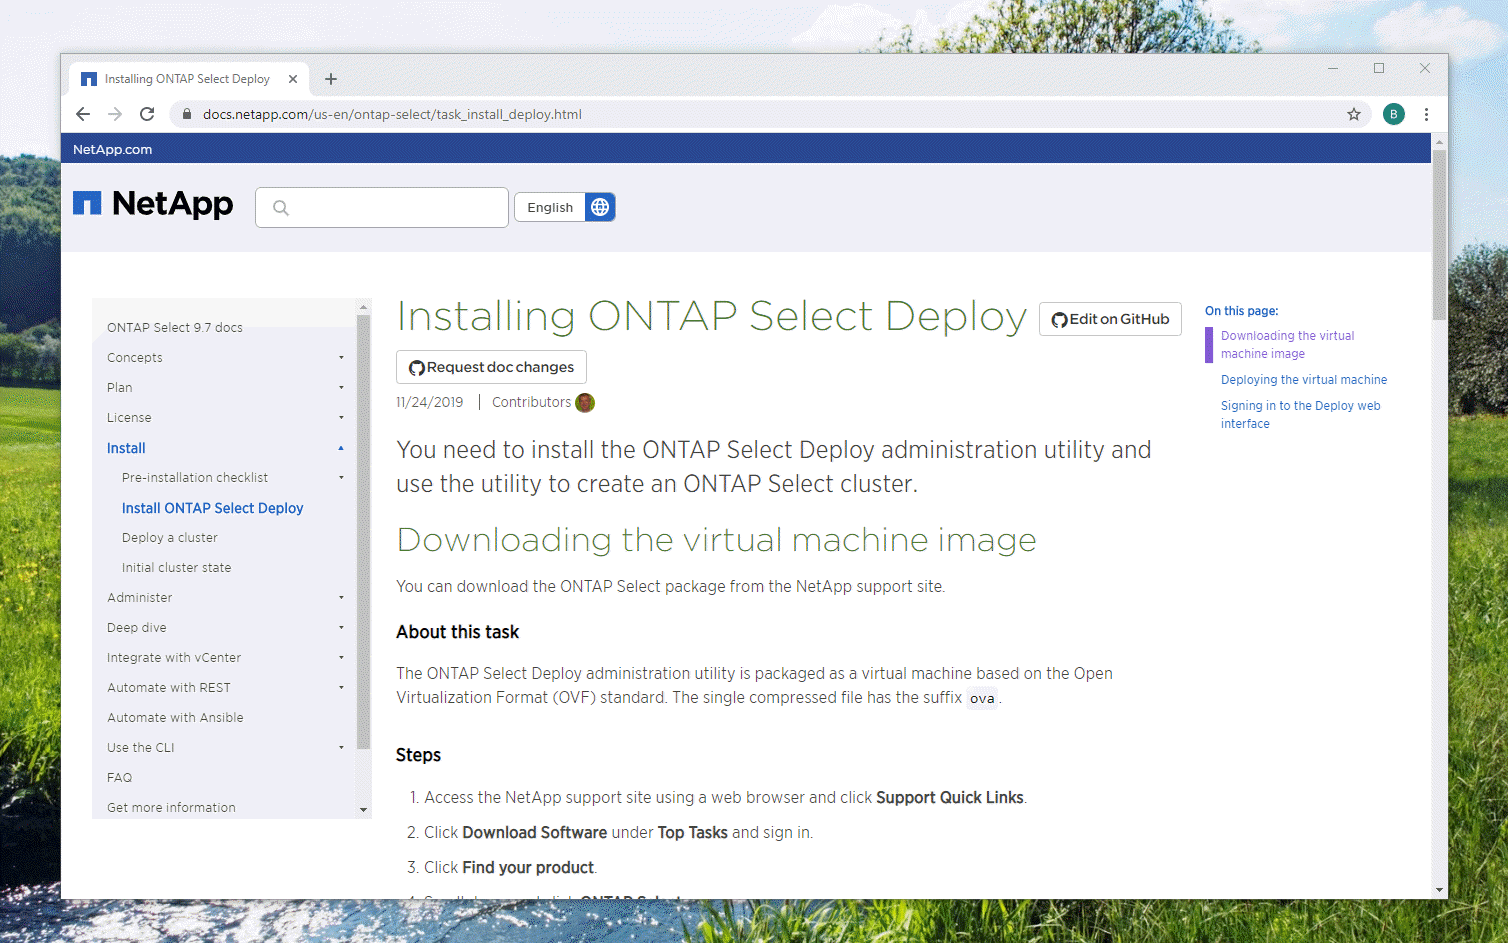 Installing ONTAP Select Deploy
docs.netapp.com/us-en/ontap-select/task_install_deploy.html
B
NetApp.com
NetApp
English
ONTAP Select 9.7 docs
Concepts
Plan
License
Install
Pre-installation checklist
Install ONTAP Select Deploy
Deploy a cluster
Initial cluster state
Administer
Deep dive
Integrate with vCenter
Automate with REST
Automate with Ansible
Use the CLI
FAQ
Get more information
Installing ONTAP Select Deploy
Edit on GitHub
Request doc changes
11/24/2019 | Contributors
You need to install the ONTAP Select Deploy administration utility and
use the utility to create an ONTAP Select cluster.
Downloading the virtual machine image
You can download the ONTAP Select package from the NetApp support site.
About this task
The ONTAP Select Deploy administration utility is packaged as a virtual machine based on the Open
Virtualization Format (OVF) standard. The single compressed file has the suffix ova.
Steps
1. Access the NetApp support site using a web browser and click Support Quick Links.
2. Click Download Software under Top Tasks and sign in.
3. Click Find your product.
ONTAP Select
On this page:
Downloading the virtual
machine image
Deploying the virtual machine
Signing in to the Deploy web
interface